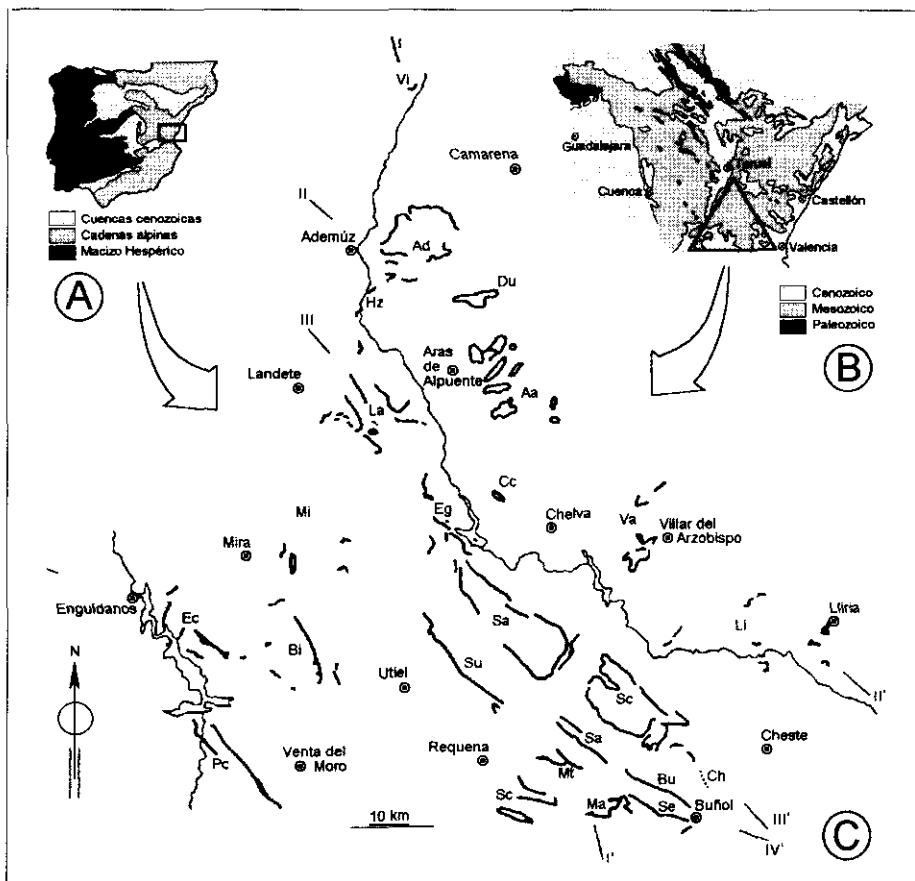 I
Vi
Camarena
Guadalajara
Teruel
Cuenca
Castellón
Valencia
Cuencas cenozoicas
Cadenas alpinas
Macizo Hespérico
A
II
Ademúz
Ad
Hz
Du
Cenozoico
Mesozoico
Paleozoico
B
III
Landete
La
Aras
de
Alpuente
Aa
Cc
Eg
Chelva
Va
Villar del
Arzobispo
Mi
Mira
Enguidanos
Ec
Bi
Sa
Su
Utiel
Li
Lliria
II'
N
Sc
Cheste
Sa
Requena
Mt
Venta del
Moro
Pc
Bu
Ch
Sc
Ma
Se
Buñol
10 km
I'
III'
IV'
C